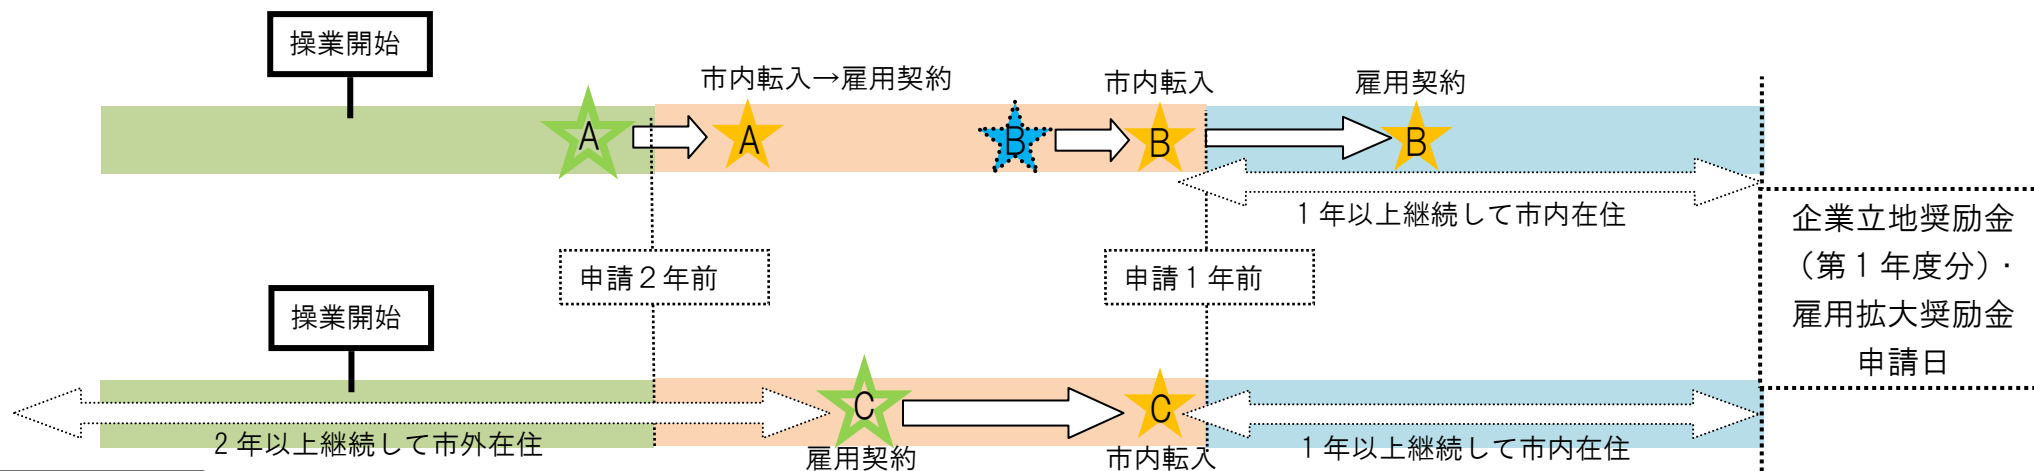 操業開始
市内転入→雇用契約
市内転入
雇用契約
A
A
B
B
B
1年以上継続して市内在住
申請2年前
申請1年前
企業立地奨励金
（第1年度分）・
雇用拡大奨励金
申請日
操業開始
C
C
2年以上継続して市外在住
雇用契約
市内転入
1年以上継続して市内在住